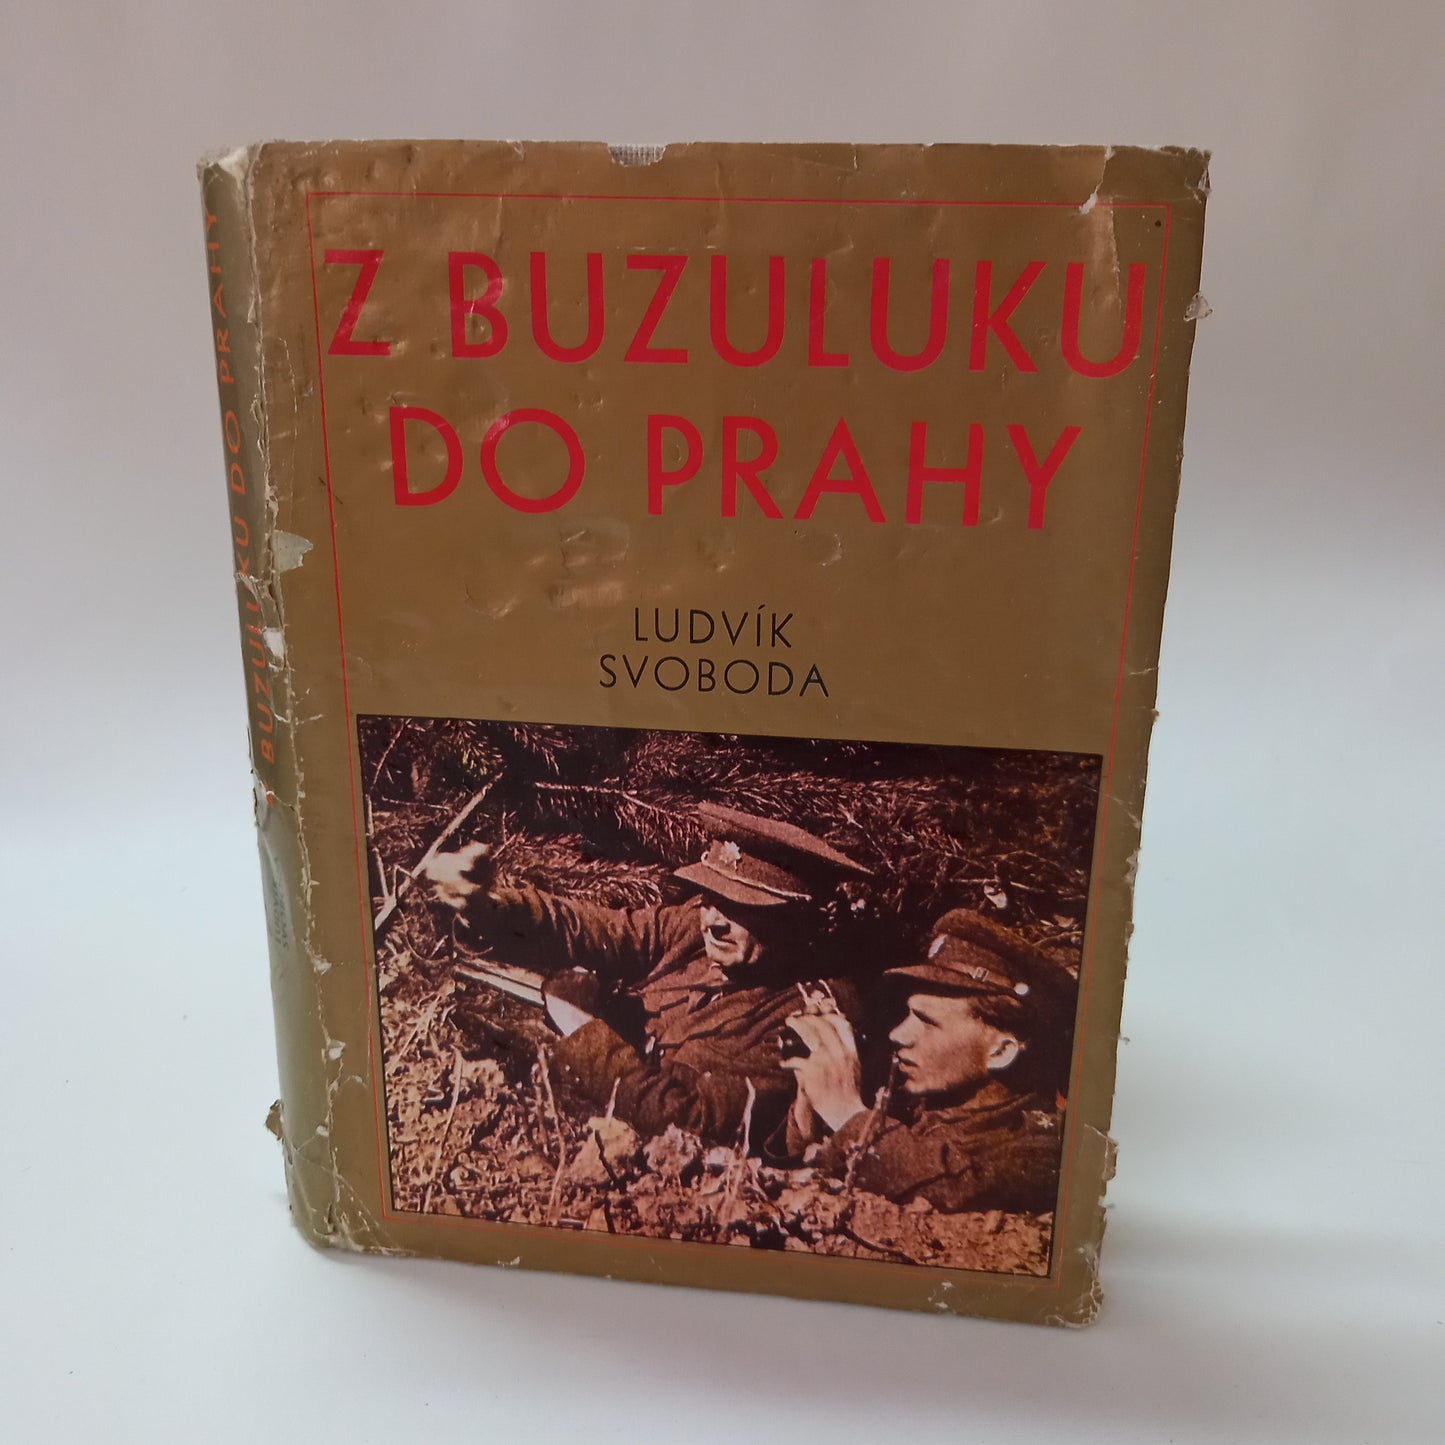 Z BUZULUKU
DO PRAHY
LUDVÍK
SVOBODA
BUZULUKU DO PRAHY